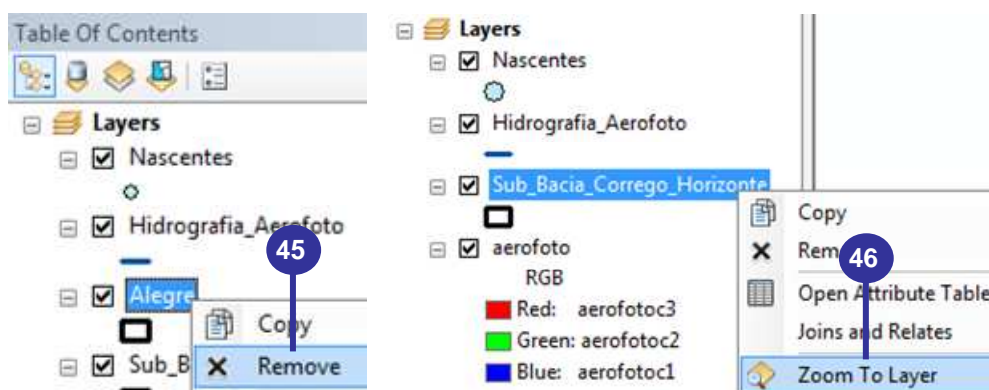 Table Of Contents
Layers
Nascentes
Hidrografia_Aerofoto
45
Alegre
Copy
Sub_B
Remove
Layers
Nascentes
Hidrografia_Aerofoto
Sub_Bacia_Corrego_Horizonte
Copy
aerofoto
Rem
46
RGB
Open Attribute Table
Red: aerofotoc3
Joins and Relates
Green: aerofotoc2
Blue: aerofotoc1
Zoom To Layer